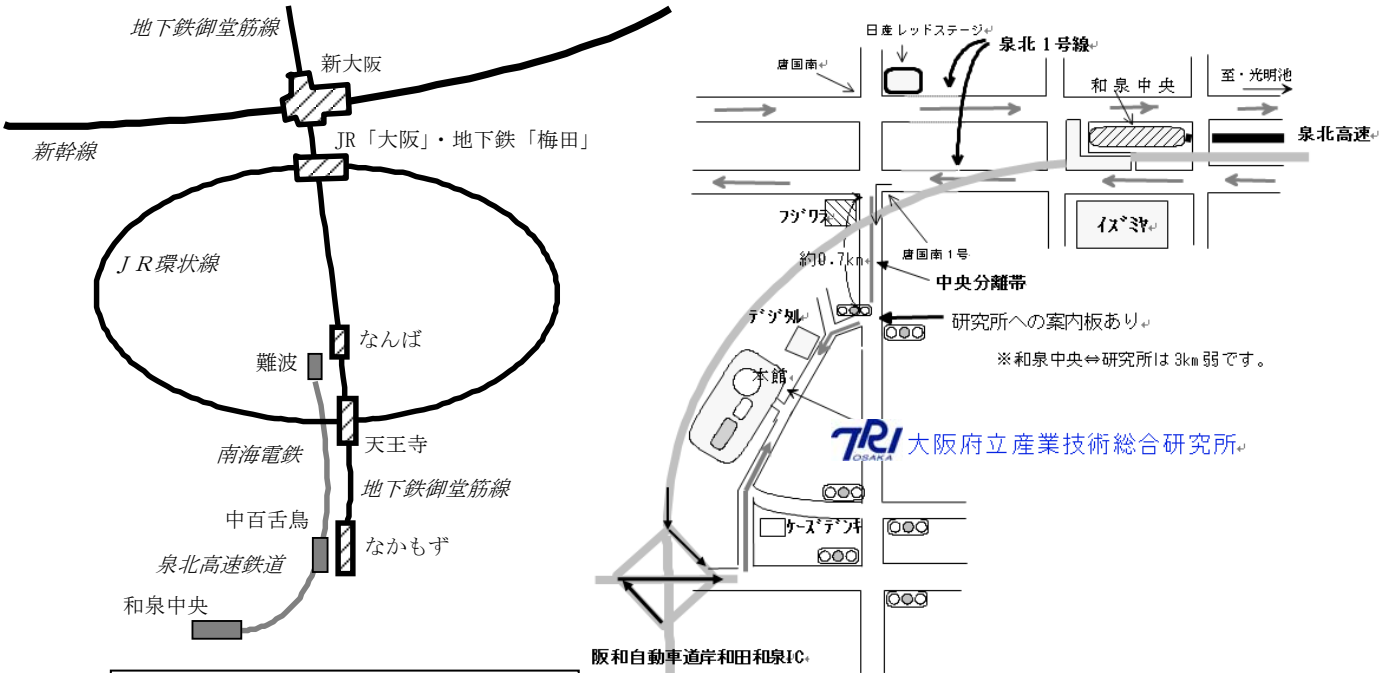 地下鉄御堂筋線
新大阪
新幹線
JR「大阪」・地下鉄「梅田」
ＪＲ環状線
なんば
難波
天王寺
南海電鉄
地下鉄御堂筋線
中百舌鳥
なかもず
泉北高速鉄道
和泉中央
日産レッドステージ
泉北１号線
唐国南
和泉中央
至・光明池
泉北高速
フジワラ
イズミヤ
唐国南１号
約0.7km
中央分離帯
デジタル
研究所への案内板あり
※和泉中央⇔研究所は3km弱です。
本館
TRI
OSAKA
大阪府立産業技術総合研究所
ケーズデンキ
阪和自動車道岸和田和泉IC